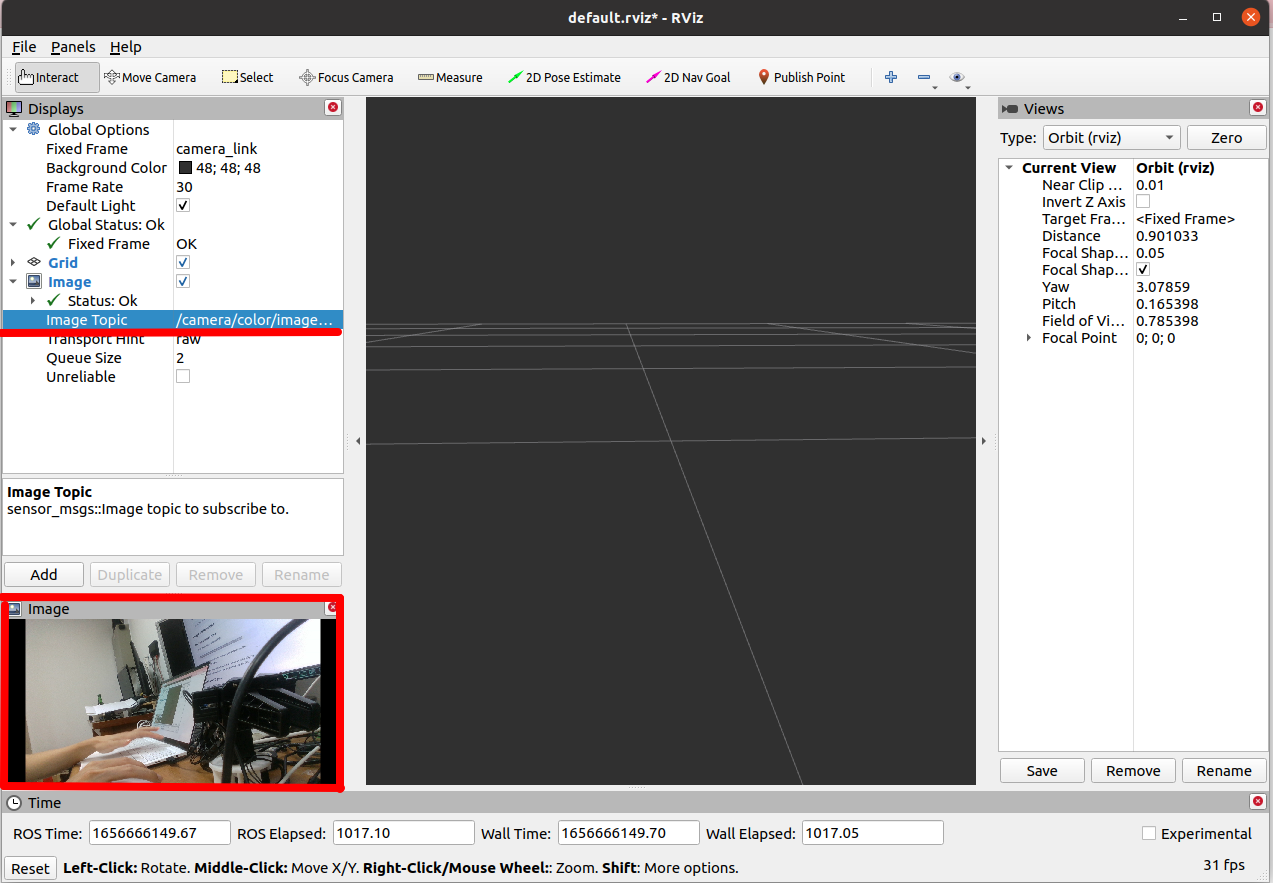 default.rviz* - RViz
File Panels Help
Interact Move Camera Select Focus Camera Measure 2D Pose Estimate 2D Nav Goal Publish Point
Displays
Global Options
Fixed Frame camera_link
Background Color 48; 48; 48
Frame Rate 30
Default Light
Global Status: Ok
Fixed Frame OK
Grid
Image
Status: Ok
Image Topic /camera/color/image...
Transport Hint raw
Queue Size 2
Unreliable
Image Topic
sensor_msgs::Image topic to subscribe to.
Add Duplicate Remove Rename
Image
Views
Type: Orbit (rviz) Zero
Current View Orbit (rviz)
Near Clip ... 0.01
Invert Z Axis
Target Fra... <Fixed Frame>
Distance 0.901033
Focal Shap... 0.05
Focal Shap...
Yaw 3.07859
Pitch 0.165398
Field of Vi... 0.785398
Focal Point 0; 0; 0
Save Remove Rename
Time
ROS Time: 1656666149.67 ROS Elapsed: 1017.10 Wall Time: 1656666149.70 Wall Elapsed: 1017.05 Experimental
Reset Left-Click: Rotate. Middle-Click: Move X/Y. Right-Click/Mouse Wheel:: Zoom. Shift: More options. 31 fps